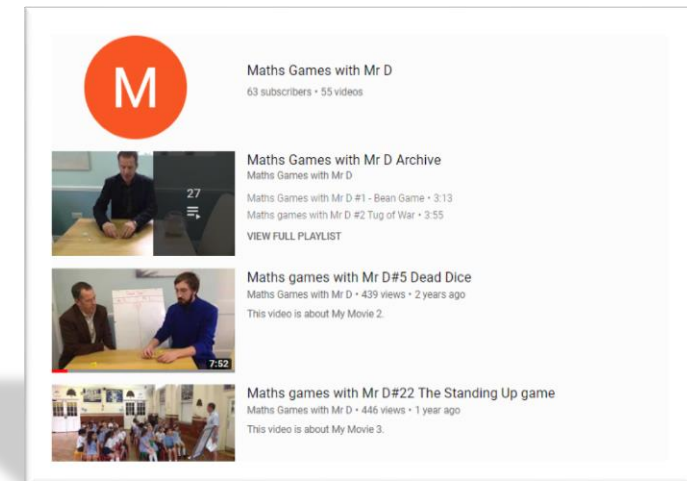 M
Maths Games with Mr D
63 subscribers • 55 videos
27
Maths Games with Mr D Archive
Maths Games with Mr D
Maths Games with Mr D #1 - Bean Game • 3:13
Maths games with Mr D #2 Tug of War • 3:55
VIEW FULL PLAYLIST
7:52
Maths games with Mr D#5 Dead Dice
Maths Games with Mr D • 439 views • 2 years ago
This video is about My Movie 2.
Maths games with Mr D#22 The Standing Up game
Maths Games with Mr D • 446 views • 1 year ago
This video is about My Movie 3.